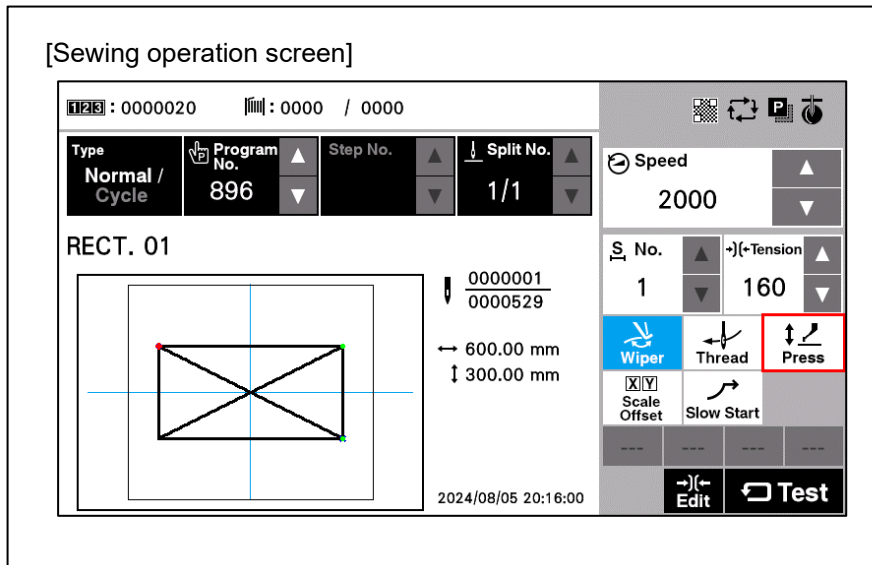 [Sewing operation screen]
123 : 0000020 : 0000 / 0000
P
Type
Normal /
Cycle
P Program
No.
896
Step No.
Split No.
1/1
Speed
2000
RECT. 01
0000001
0000529
600.00 mm
300.00 mm
S No.
1
Tension
160
Wiper
Thread
Press
X Y
Scale
Offset
Slow Start
--- --- --- ---
2024/08/05 20:16:00
Edit
Test